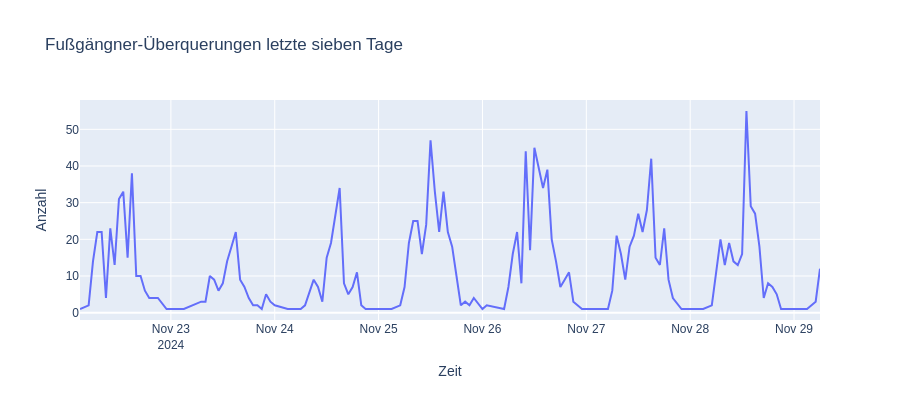 Fußgängner-Überquerungen letzte sieben Tage
Anzahl
50
40
30
20
10
0
Nov 23 Nov 24 Nov 25 Nov 26 Nov 27 Nov 28 Nov 29
2024
Zeit